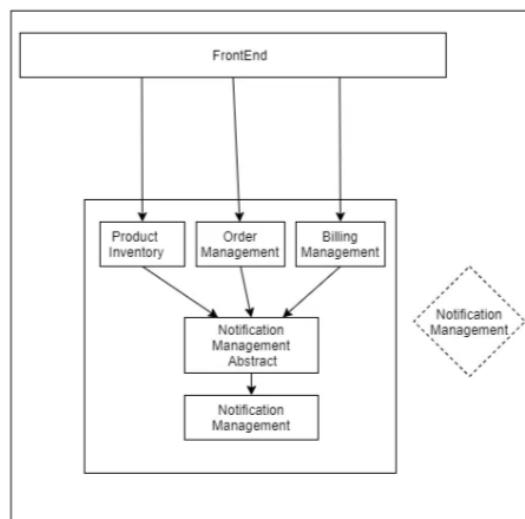 FrontEnd
Product
Inventory
Order
Management
Billing
Management
Notification
Management
Notification
Management
Abstract
Notification
Management